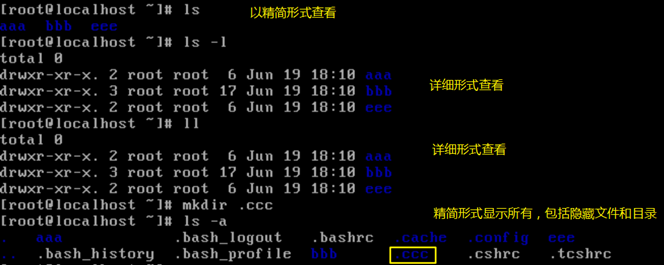 [root@localhost ~]# ls 以精简形式查看
aaa bbb eee
[root@localhost ~]# ls -l
total 0
drwxr-xr-x. 2 root root 6 Jun 19 18:10 aaa
drwxr-xr-x. 3 root root 17 Jun 19 18:10 bbb 详细形式查看
drwxr-xr-x. 2 root root 6 Jun 19 18:10 eee
[root@localhost ~]# ll
total 0
drwxr-xr-x. 2 root root 6 Jun 19 18:10 aaa 详细形式查看
drwxr-xr-x. 3 root root 17 Jun 19 18:10 bbb
drwxr-xr-x. 2 root root 6 Jun 19 18:10 eee
[root@localhost ~]# mkdir .ccc
[root@localhost ~]# ls -a 精简形式显示所有，包括隐藏文件和目录
. aaa .bash_logout .bashrc .cache .config eee
.. .bash_history .bash_profile bbb .ccc .cshrc .tcshrc